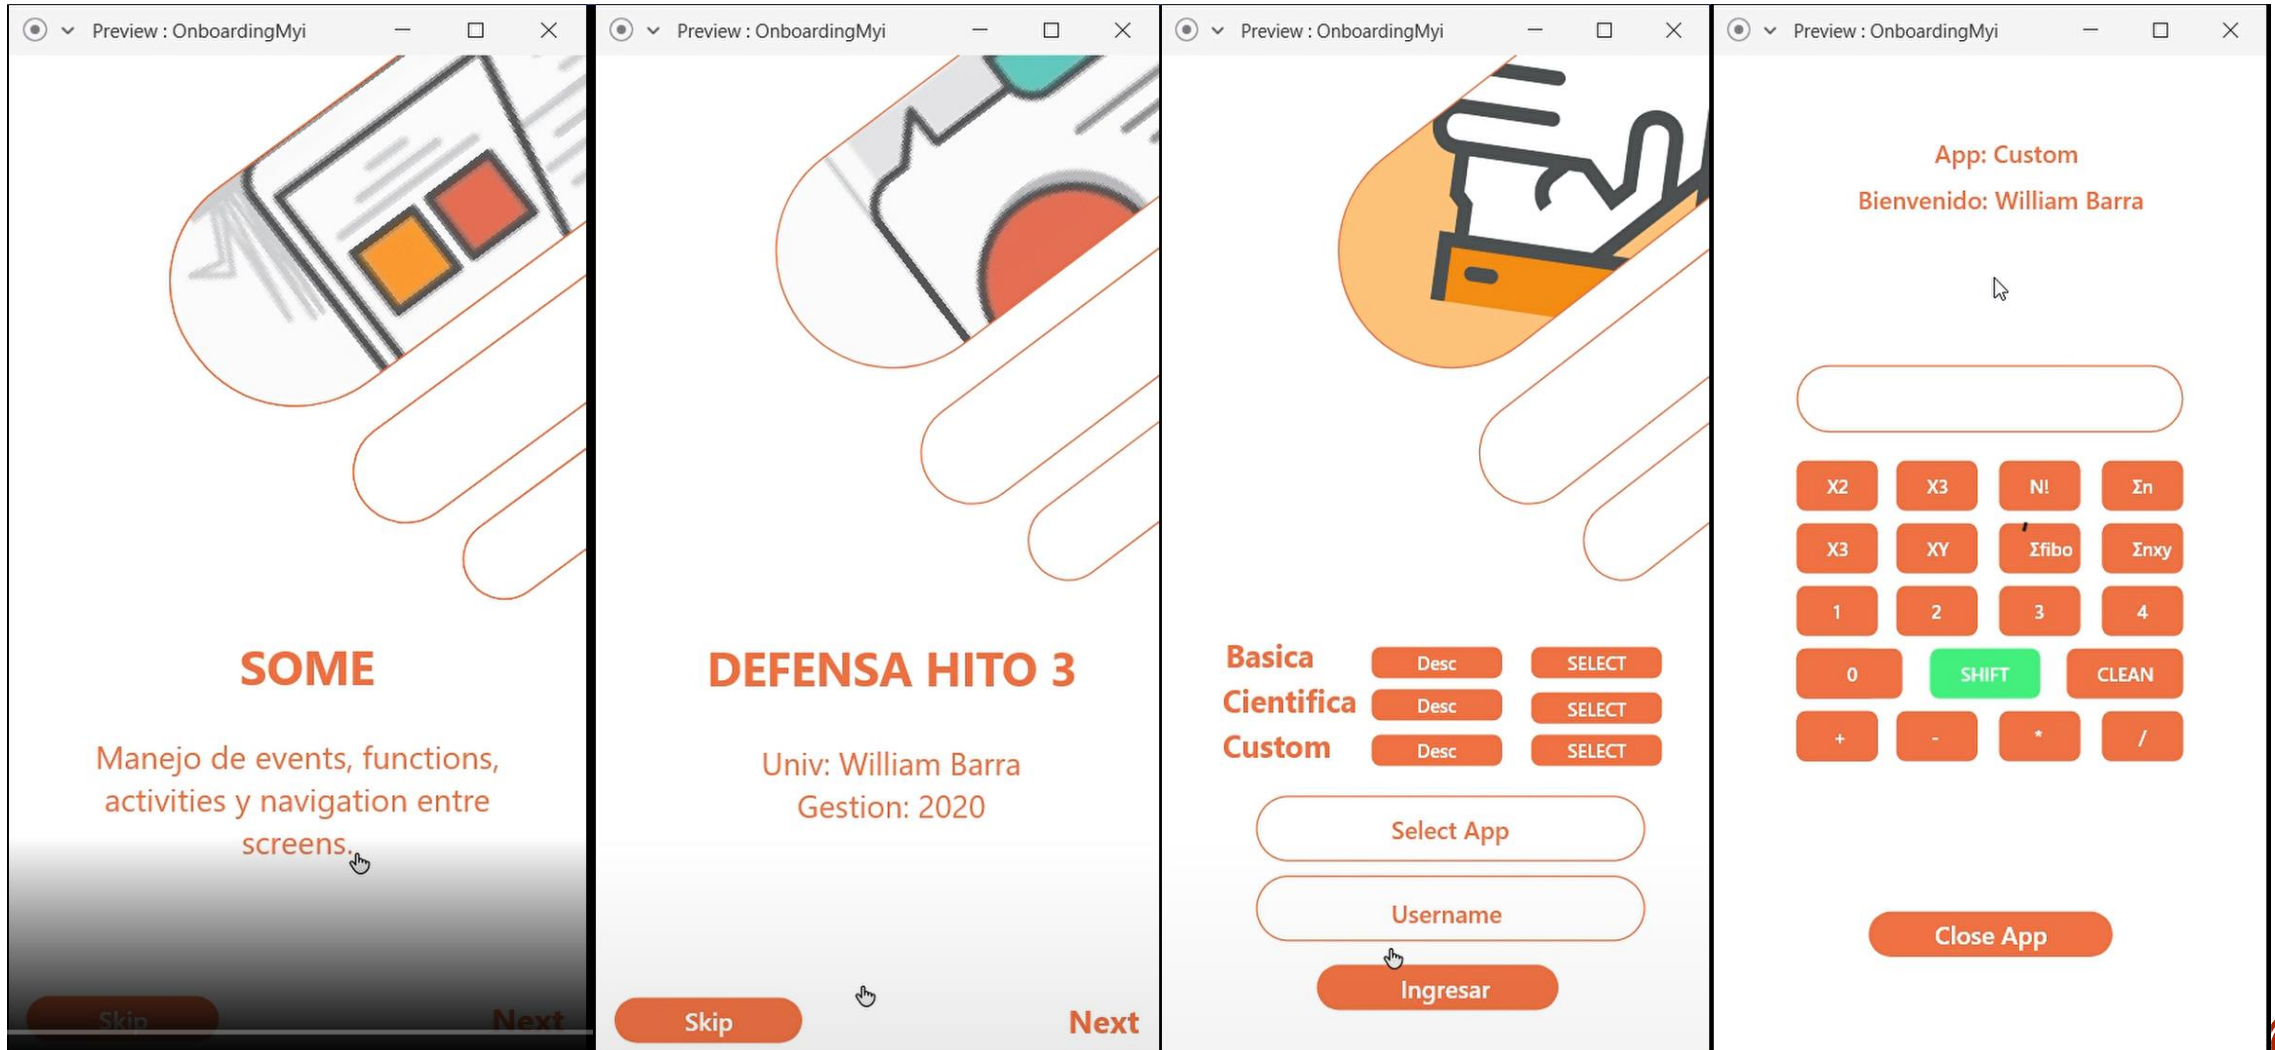 Preview : OnboardingMyi
SOME
Manejo de events, functions,
activities y navigation entre
screens.
Skip
Next
Preview : OnboardingMyi
DEFENSA HITO 3
Univ: William Barra
Gestion: 2020
Skip
Next
Preview : OnboardingMyi
Basica Desc SELECT
Cientifica Desc SELECT
Custom Desc SELECT
Select App
Username
Ingresar
Preview : OnboardingMyi
App: Custom
Bienvenido: William Barra
X2 X3 N! Σn
X3 XY Σfibo Σnxy
1 2 3 4
0 SHIFT CLEAN
+ - * /
Close App